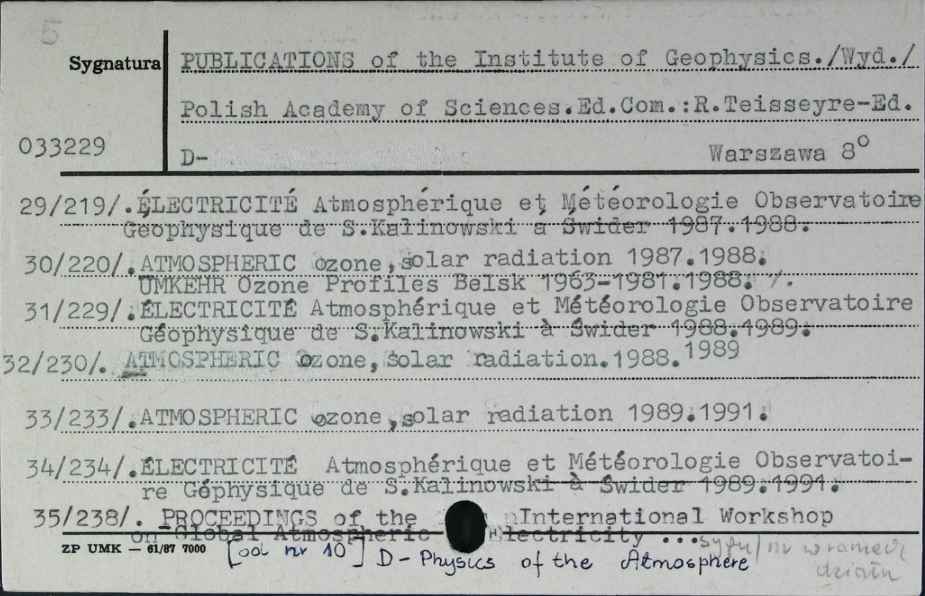 5
Sygnatura
PUBLICATIONS of the Institute of Geophysics./Wyd./
Polish Academy of Sciences.Ed.Com.:R.Teisseyre-Ed.
033229
D- Warszawa 8°
29/219/.ÉLECTRICITÉ Atmosphérique et Météorologie Observatoire
Geophysique de S.Kalinowski a Swider 1987.1988.
30/220/.ATMOSPHERIC ozone,solar radiation 1987.1988.
UMKEHR Ozone Profiles Belsk 1963-1981.1988. /.
31/229/.ÉLECTRICITÉ Atmosphérique et Météorologie Observatoire
Géophysique de S.Kalinowski à Świder 1988.1989.
32/230/. ATMOSPHERIC ozone,solar radiation.1988.1989
33/233/.ATMOSPHERIC ozone,solar radiation 1989.1991.
34/234/.ÉLECTRICITÉ Atmosphérique et Météorologie Observatoi-
re Géphysique de S.Kalinowski à Świder 1989.1991.
35/238/. PROCEEDINGS of the International Workshop
on Global Atmospheric Electricity ...
ZP UMK — 61/87 7000
[od nr 10] D - Physics of the Atmosphere